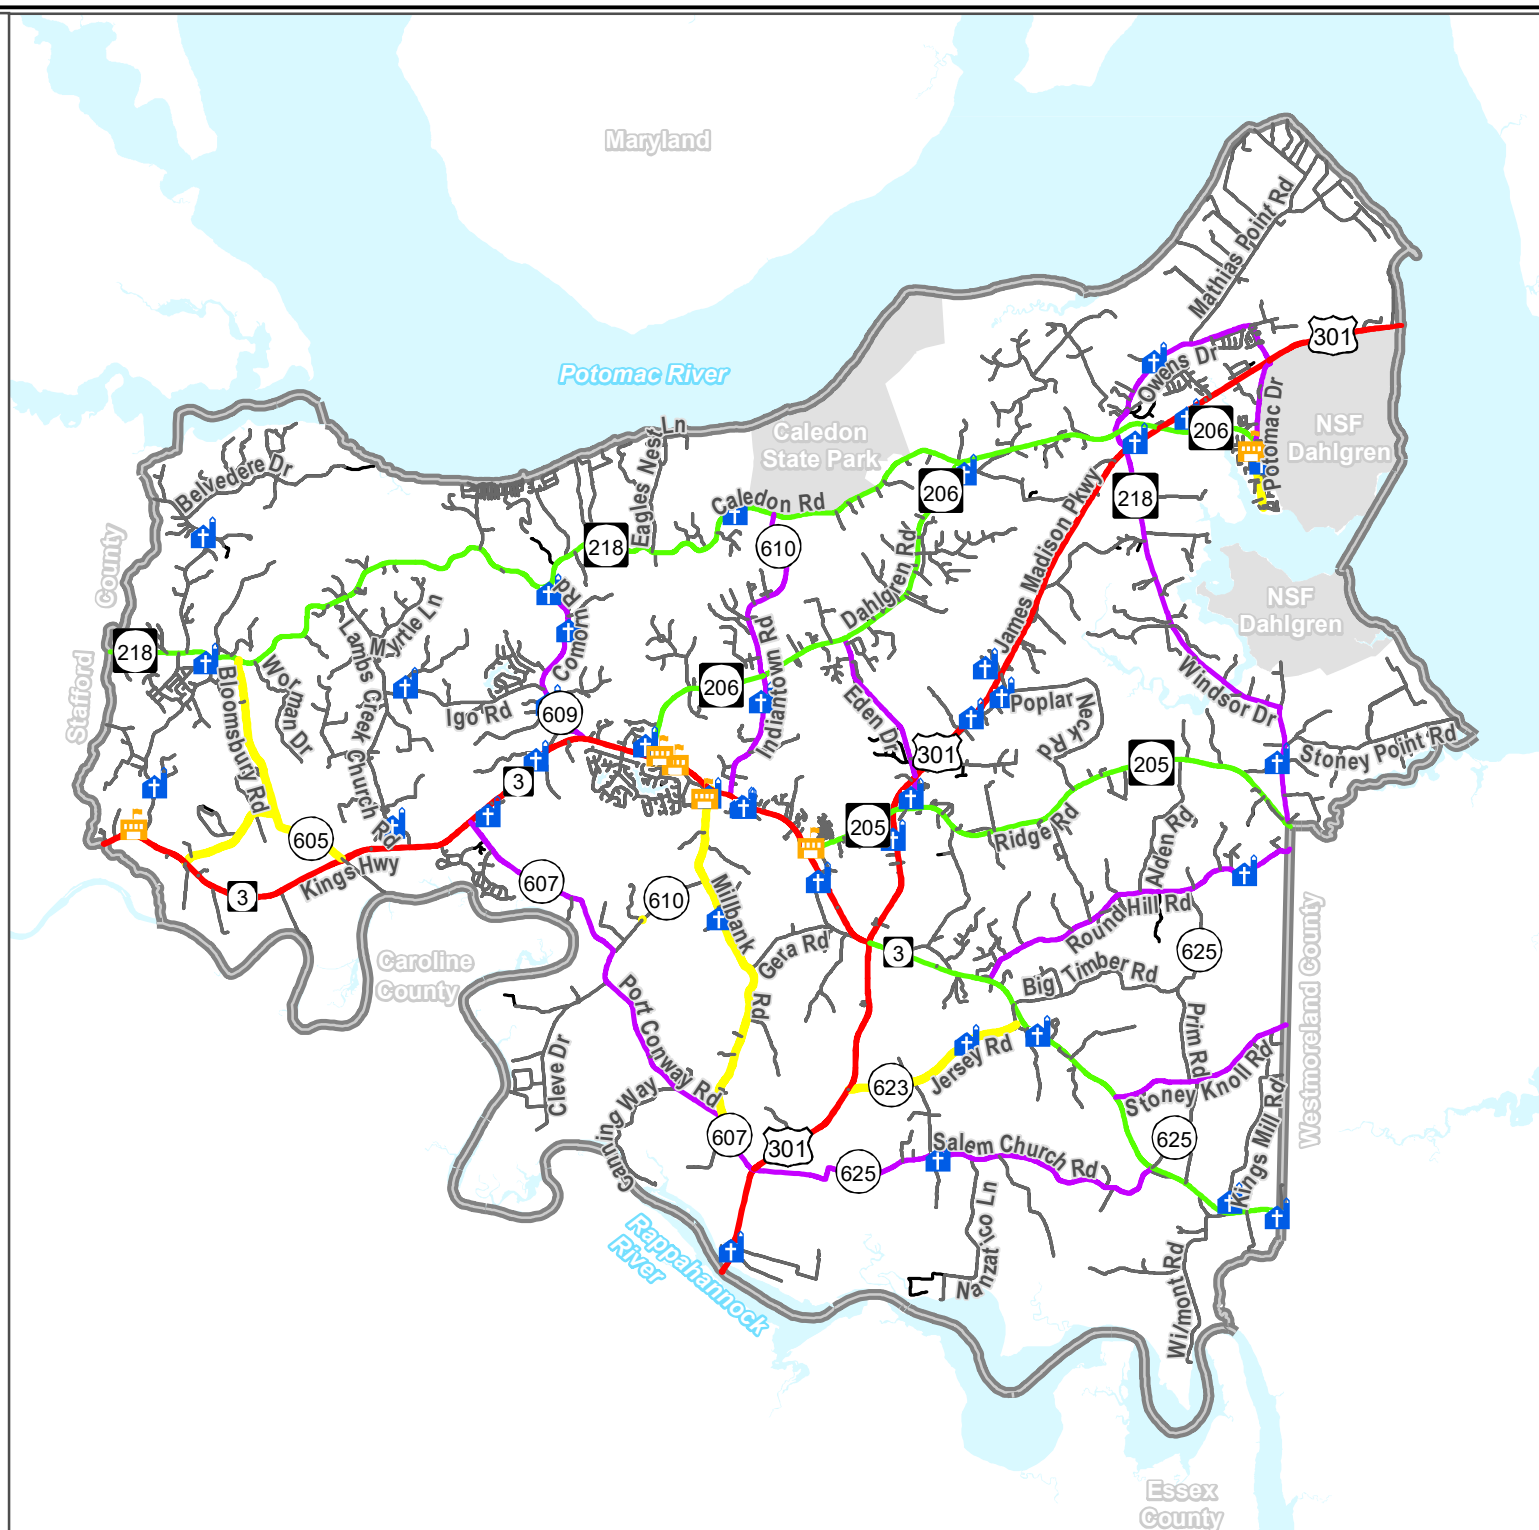 Maryland
Mathias Point Rd
301
Potomac River
Owens Dr
Potomac Dr
NSF
Dahlgren
206
Caledon
State Park
Eagles Nest Ln
Belvedere Dr
Caledon Rd
206
James Madison Pkwy
218
218
610
County
Stafford
Dahlgren Rd
NSF
Dahlgren
Comorn Rd
Myrtle Ln
Lambs Creek Church Rd
218
Worman Dr
Bloomsbury Rd
Igo Rd
609
206
Indiantown Rd
Eden Dr
Poplar
Neck Rd
Windsor Dr
Stoney Point Rd
301
205
3
205
Ridge Rd
Alden Rd
605
Kings Hwy
3
607
610
Millbank
Rd
Gera Rd
3
Round Hill Rd
625
Big Timber Rd
Westmoreland County
Caroline
County
Port Conway Rd
Prim Rd
Cleve Dr
Jersey Rd
623
Stoney Knoll Rd
Kings Mill Rd
Canning Way
607
301
625
Salem Church Rd
625
Nanzatico Ln
Wilmont Rd
Rappahannock
River
Essex
County